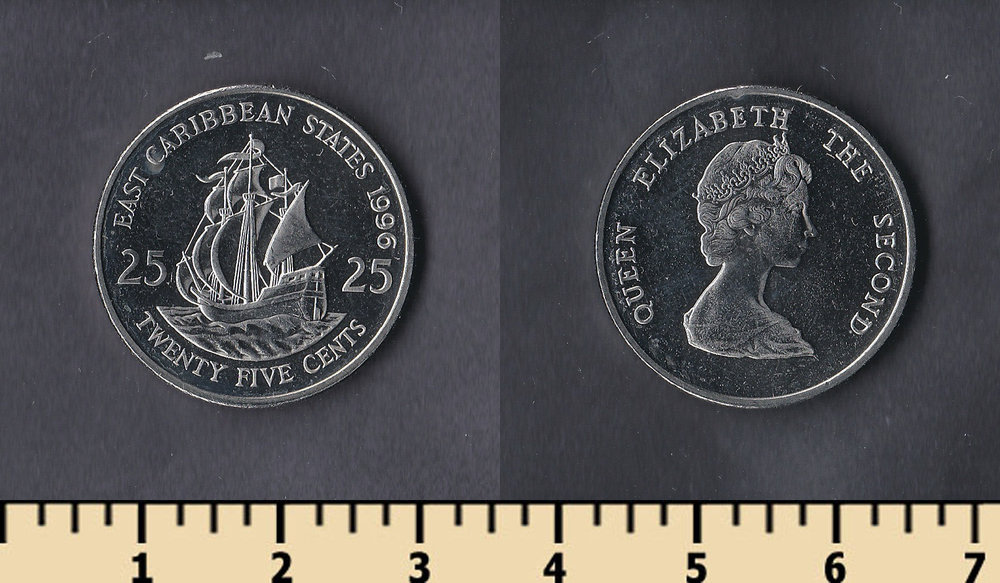 EAST CARIBBEAN STATES 1996
25 25
TWENTY FIVE CENTS
QUEEN ELIZABETH THE SECOND
1 2 3 4 5 6 7